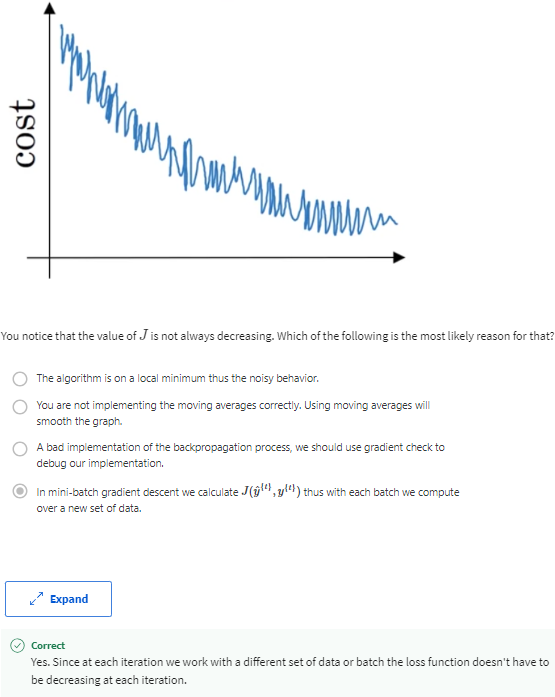 cost
You notice that the value of J is not always decreasing. Which of the following is the most likely reason for that?
The algorithm is on a local minimum thus the noisy behavior.
You are not implementing the moving averages correctly. Using moving averages will
smooth the graph.
A bad implementation of the backpropagation process, we should use gradient check to
debug our implementation.
In mini-batch gradient descent we calculate J(ŷ^{t}, y^{t}) thus with each batch we compute
over a new set of data.
Expand
Correct
Yes. Since at each iteration we work with a different set of data or batch the loss function doesn't have to
be decreasing at each iteration.